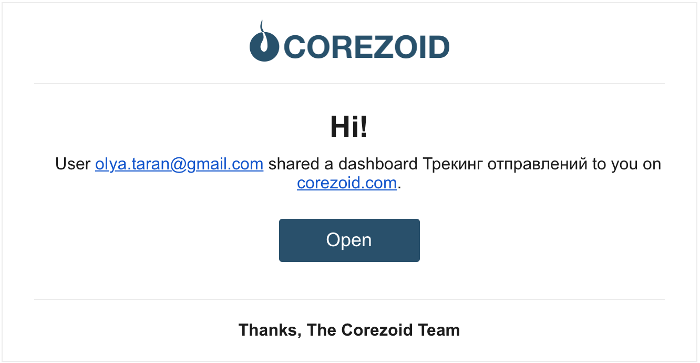 COREZOID
Hi!
User olya.taran@gmail.com shared a dashboard Трекинг отправлений to you on
corezoid.com.
Open
Thanks, The Corezoid Team